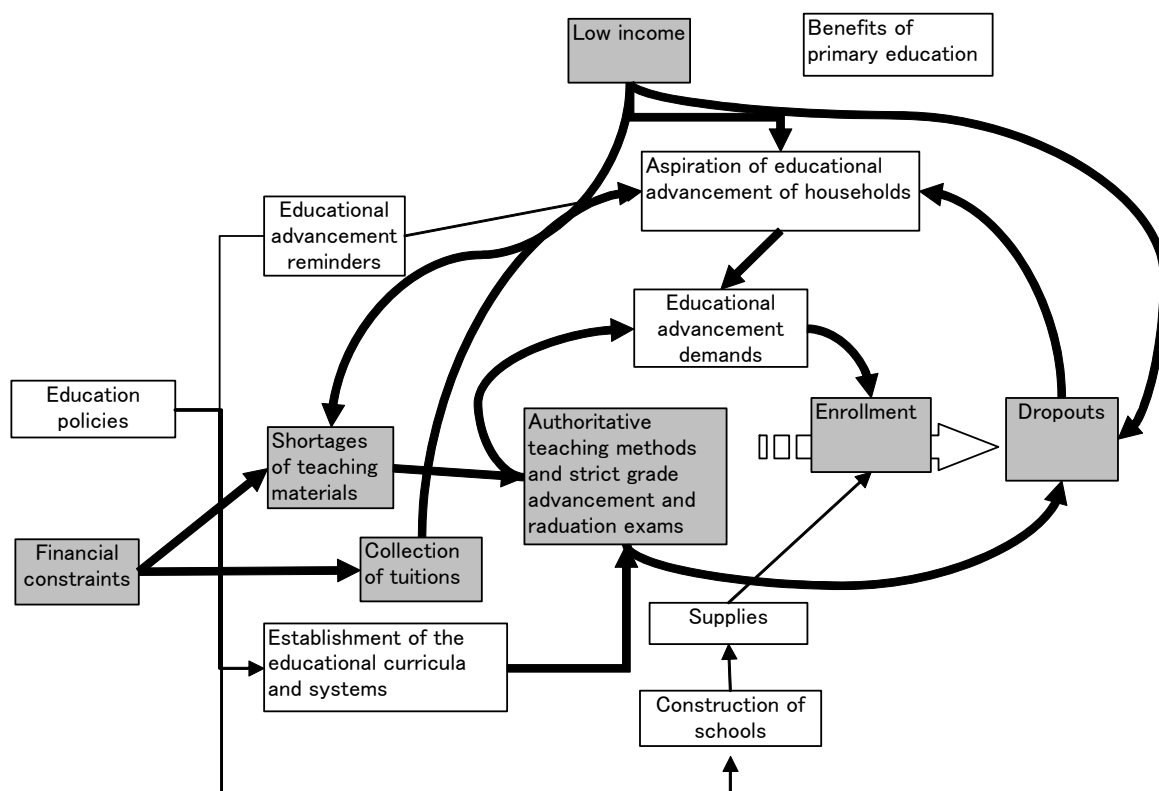 Low income
Benefits of
primary education
Aspiration of educational
advancement of households
Educational
advancement
reminders
Educational
advancement
demands
Education
policies
Shortages
of teaching
materials
Authoritative
teaching methods
and strict grade
advancement and
raduation exams
Enrollment
Dropouts
Financial
constraints
Collection
of tuitions
Supplies
Establishment of the
educational curricula
and systems
Construction of
schools